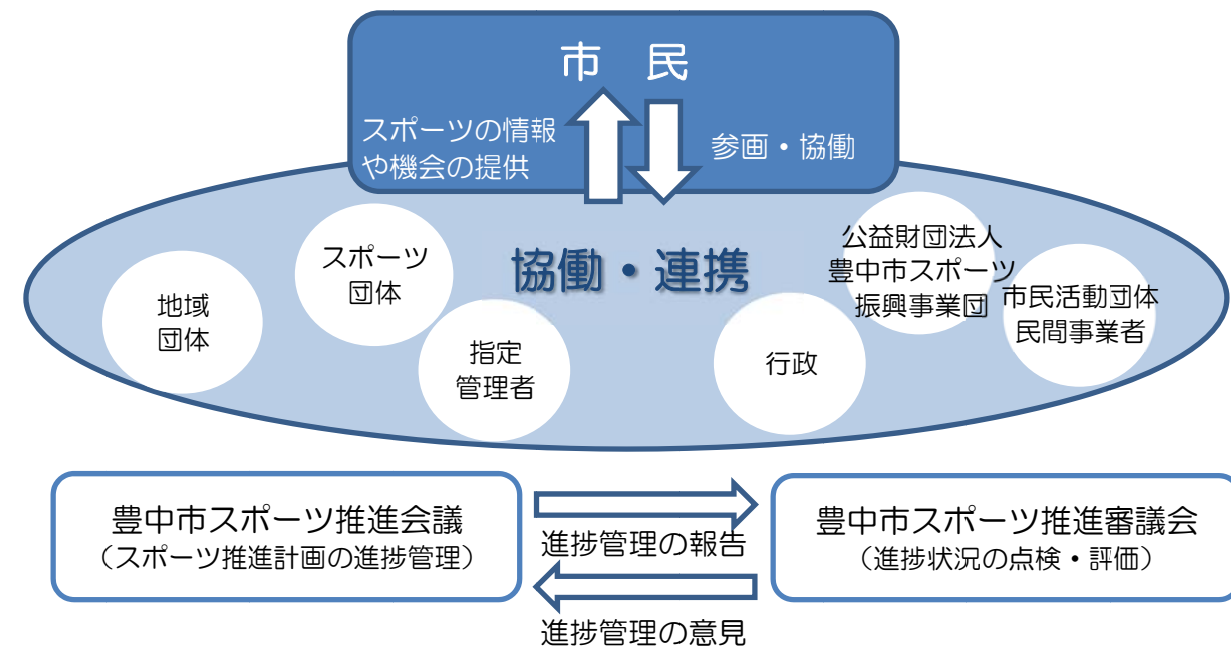 市　民
スポーツの情報
や機会の提供
参画・協働
協働・連携
地域
団体
スポーツ
団体
指定
管理者
行政
公益財団法人
豊中市スポーツ
振興事業団
市民活動団体
民間事業者
豊中市スポーツ推進会議
（スポーツ推進計画の進捗管理）
進捗管理の報告
進捗管理の意見
豊中市スポーツ推進審議会
（進捗状況の点検・評価）